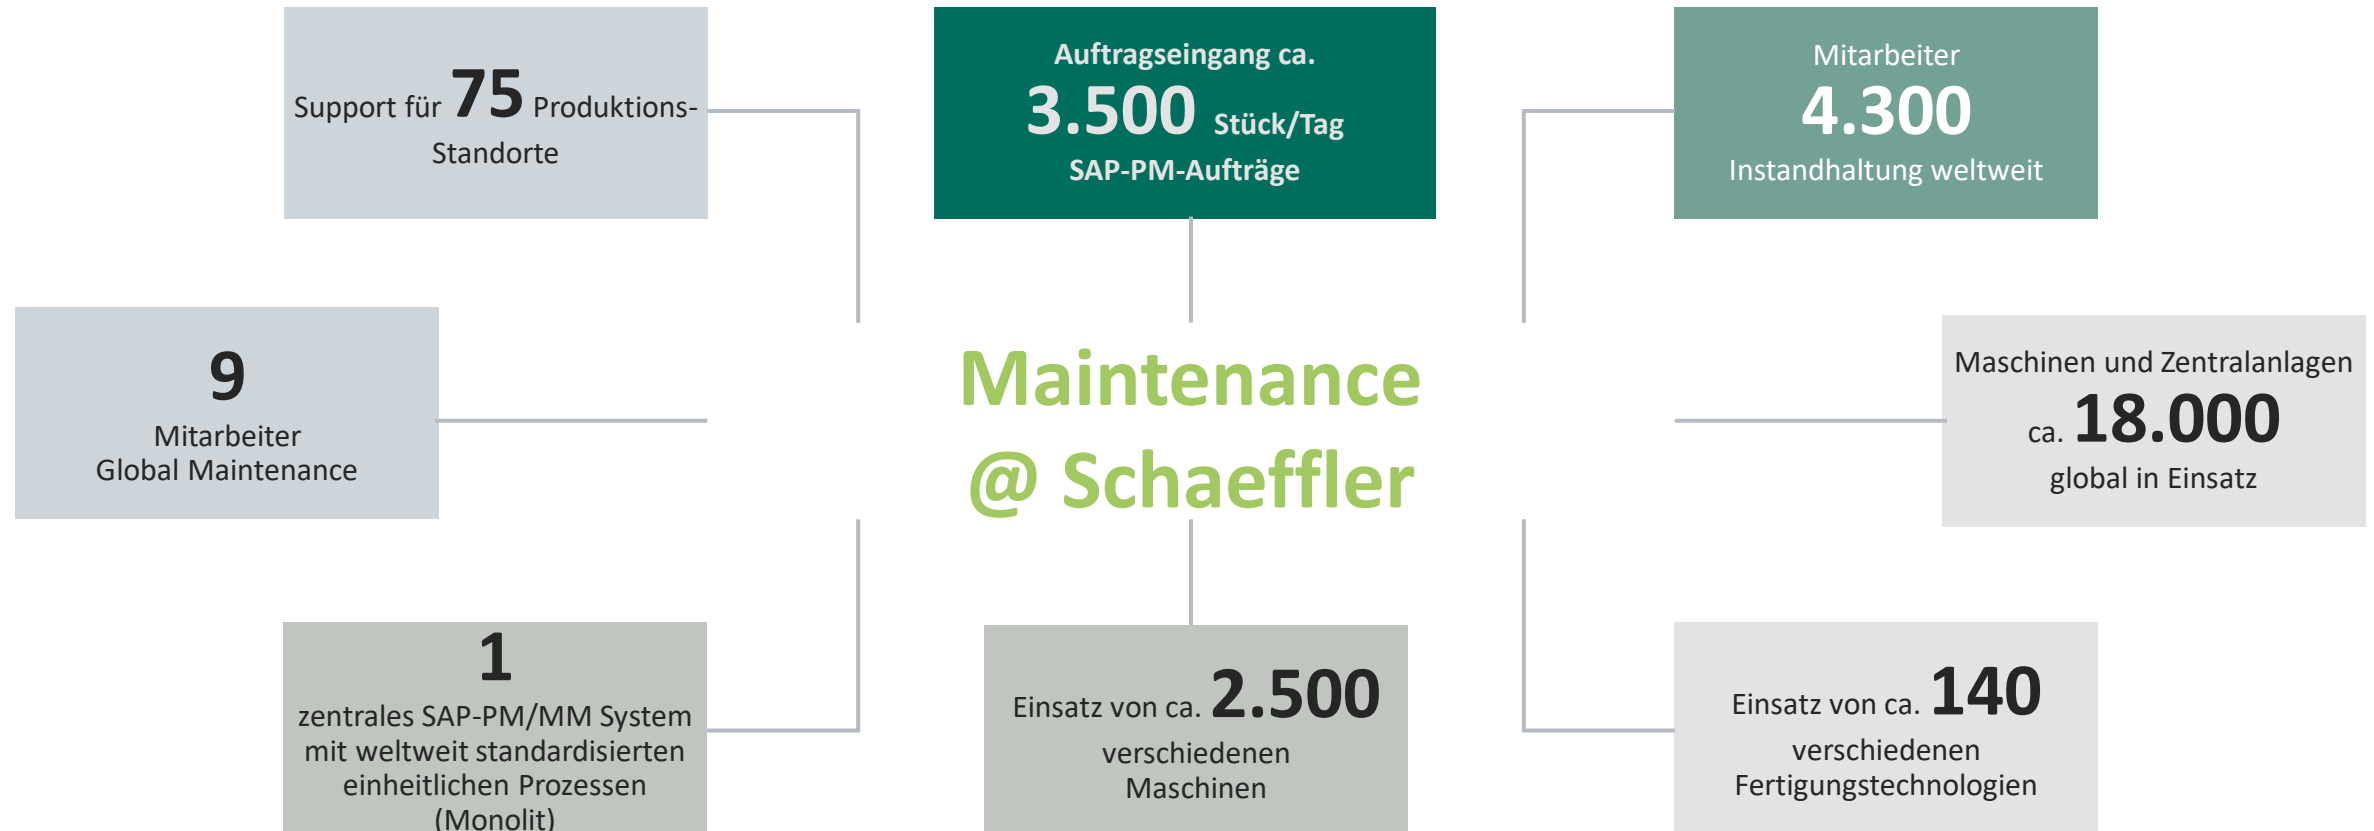 Support für 75 Produktions-
Standorte
Auftragseingang ca.
3.500 Stück/Tag
SAP-PM-Aufträge
Mitarbeiter
4.300
Instandhaltung weltweit
9
Mitarbeiter
Global Maintenance
Maintenance
@ Schaeffler
Maschinen und Zentralanlagen
ca. 18.000
global in Einsatz
1
zentrales SAP-PM/MM System
mit weltweit standardisierten
einheitlichen Prozessen
(Monolit)
Einsatz von ca. 2.500
verschiedenen
Maschinen
Einsatz von ca. 140
verschiedenen
Fertigungstechnologien